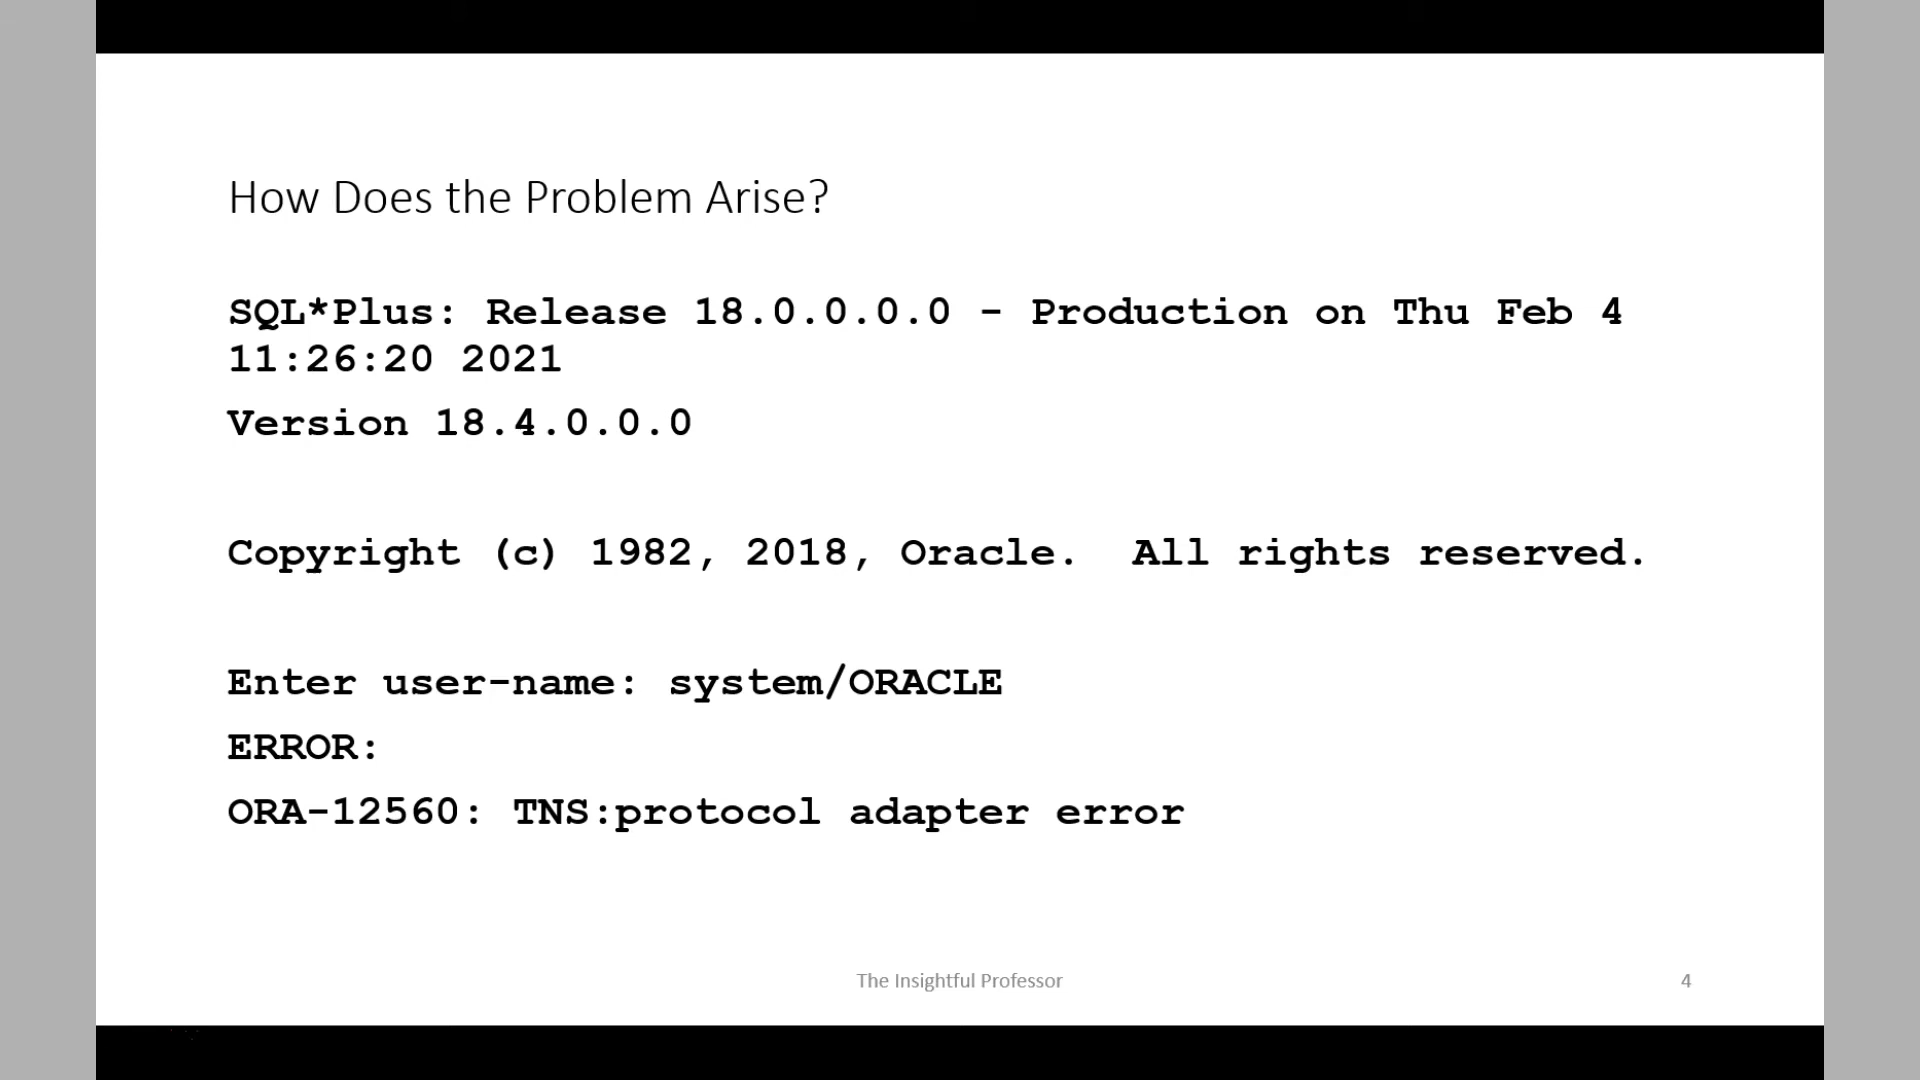 How Does the Problem Arise?
SQL*Plus: Release 18.0.0.0.0 - Production on Thu Feb 4
11:26:20 2021
Version 18.4.0.0.0
Copyright (c) 1982, 2018, Oracle.  All rights reserved.
Enter user-name: system/ORACLE
ERROR:
ORA-12560: TNS:protocol adapter error
The Insightful Professor
4